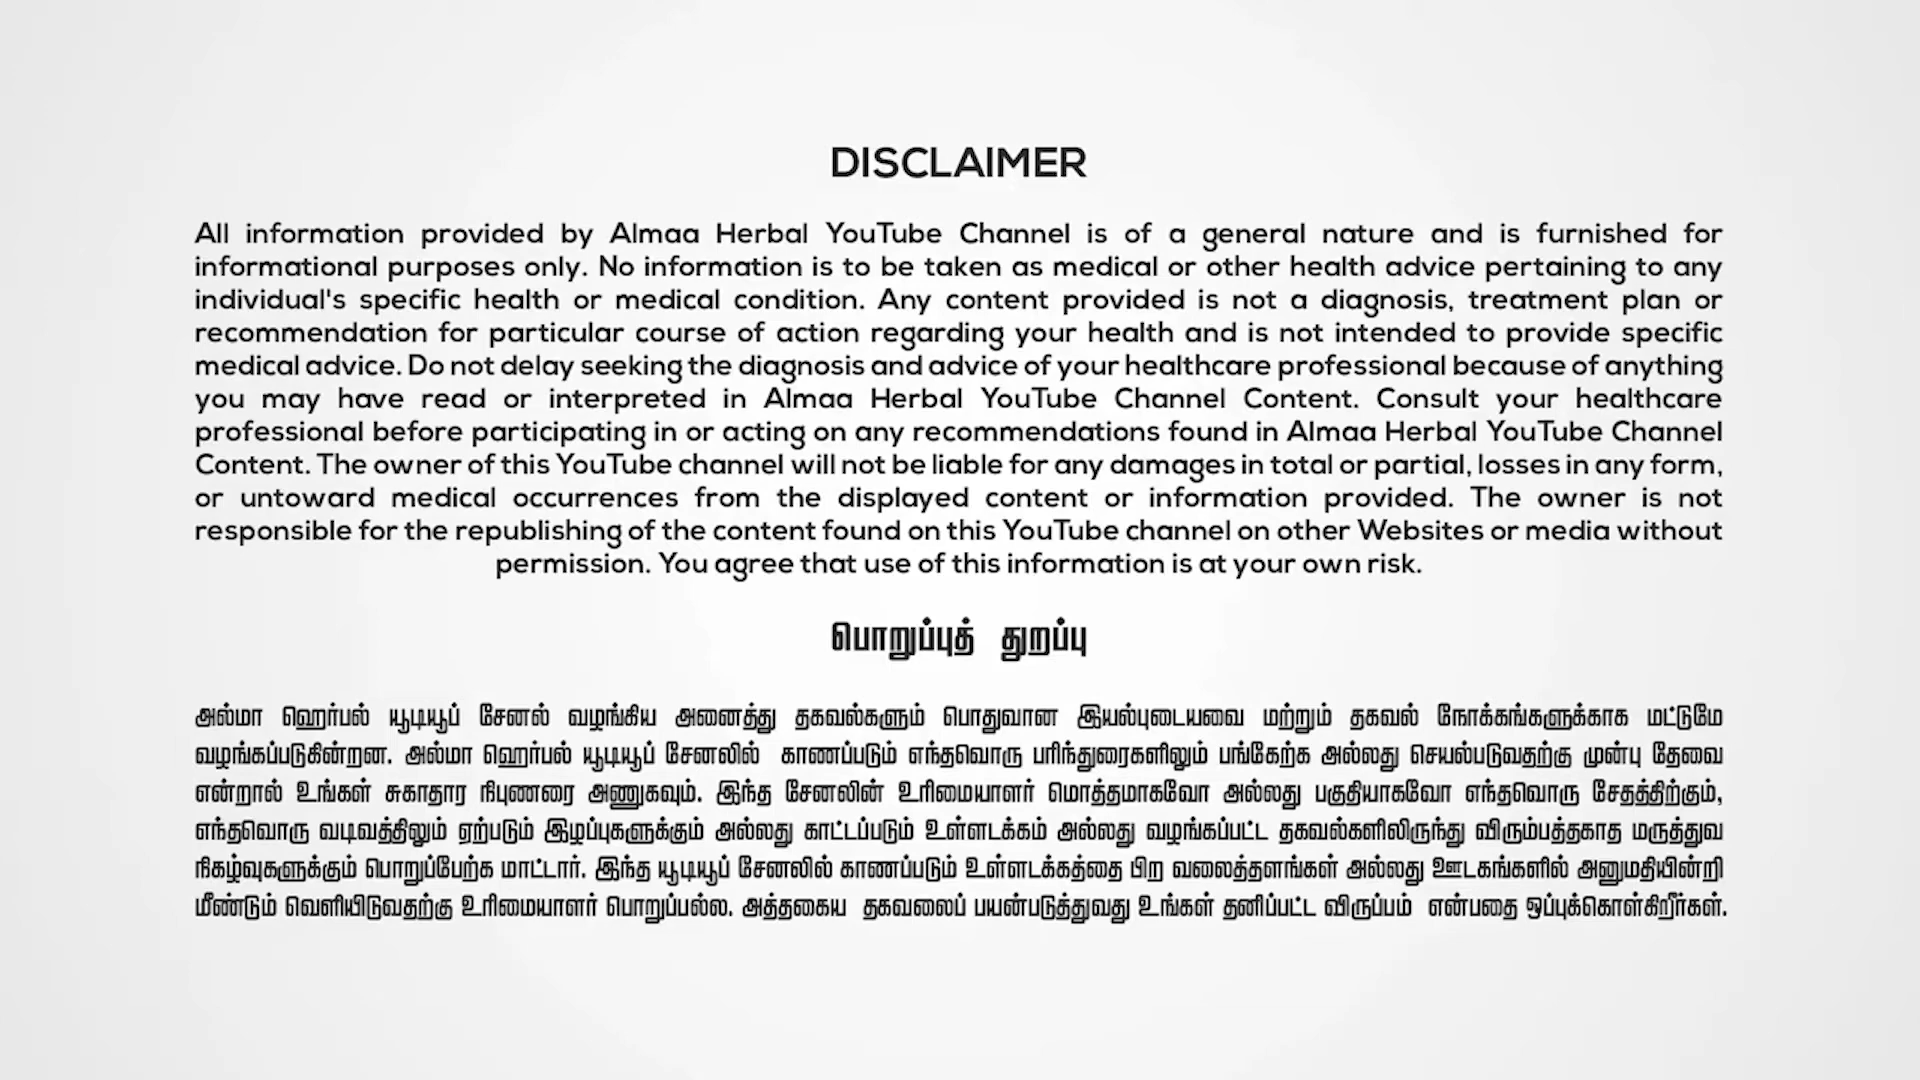 DISCLAIMER
All information provided by Almaa Herbal YouTube Channel is of a general nature and is furnished for
informational purposes only. No information is to be taken as medical or other health advice pertaining to any
individual's specific health or medical condition. Any content provided is not a diagnosis, treatment plan or
recommendation for particular course of action regarding your health and is not intended to provide specific
medical advice. Do not delay seeking the diagnosis and advice of your healthcare professional because of anything
you may have read or interpreted in Almaa Herbal YouTube Channel Content. Consult your healthcare
professional before participating in or acting on any recommendations found in Almaa Herbal YouTube Channel
Content. The owner of this YouTube channel will not be liable for any damages in total or partial, losses in any form,
or untoward medical occurrences from the displayed content or information provided. The owner is not
responsible for the republishing of the content found on this YouTube channel on other Websites or media without
permission. You agree that use of this information is at your own risk.
பொறுப்புத் துறப்பு
அல்மா ஹெர்பல் யூடியூப் சேனல் வழங்கிய அனைத்து தகவல்களும் பொதுவான இயல்புடையவை மற்றும் தகவல் நோக்கங்களுக்காக மட்டுமே
வழங்கப்படுகின்றன. அல்மா ஹெர்பல் யூடியூப் சேனலில் காணப்படும் எந்தவொரு பரிந்துரைகளிலும் பங்கேற்க அல்லது செயல்படுவதற்கு முன்பு தேவை
என்றால் உங்கள் சுகாதார நிபுணரை அணுகவும். இந்த சேனலின் உரிமையாளர் மொத்தமாகவோ அல்லது பகுதியாகவோ எந்தவொரு சேதத்திற்கும்,
எந்தவொரு வடிவத்திலும் ஏற்படும் இழப்புகளுக்கும் அல்லது காட்டப்படும் உள்ளடக்கம் அல்லது வழங்கப்பட்ட தகவல்களிலிருந்து விரும்பத்தகாத மருத்துவ
நிகழ்வுகளுக்கும் பொறுப்பேற்க மாட்டார். இந்த யூடியூப் சேனலில் காணப்படும் உள்ளடக்கத்தை பிற வலைத்தளங்கள் அல்லது ஊடகங்களில் அனுமதியின்றி
மீண்டும் வெளியிடுவதற்கு உரிமையாளர் பொறுப்பல்ல. அத்தகைய தகவலைப் பயன்படுத்துவது உங்கள் தனிப்பட்ட விருப்பம் என்பதை ஒப்புக்கொள்கிறீர்கள்.